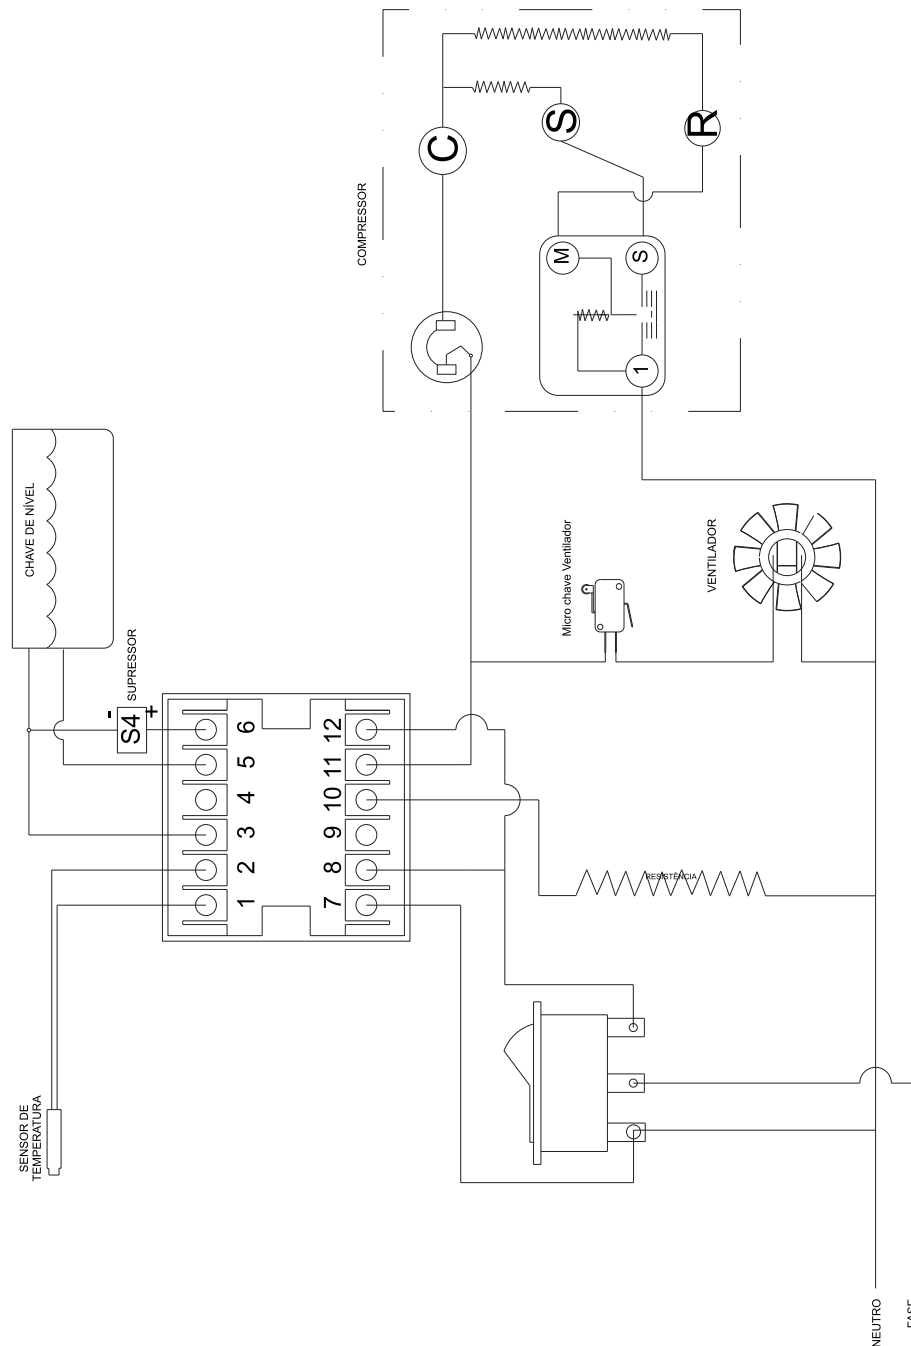 C
S
R
COMPRESSOR
M
S
1
CHAVE DE NÍVEL
Micro chave Ventilador
VENTILADOR
SUPRESSOR
- S4 +
6
5
4
3
2
1
12
11
10
9
8
7
RESISTÊNCIA
SENSOR DE
TEMPERATURA
NEUTRO
FASE